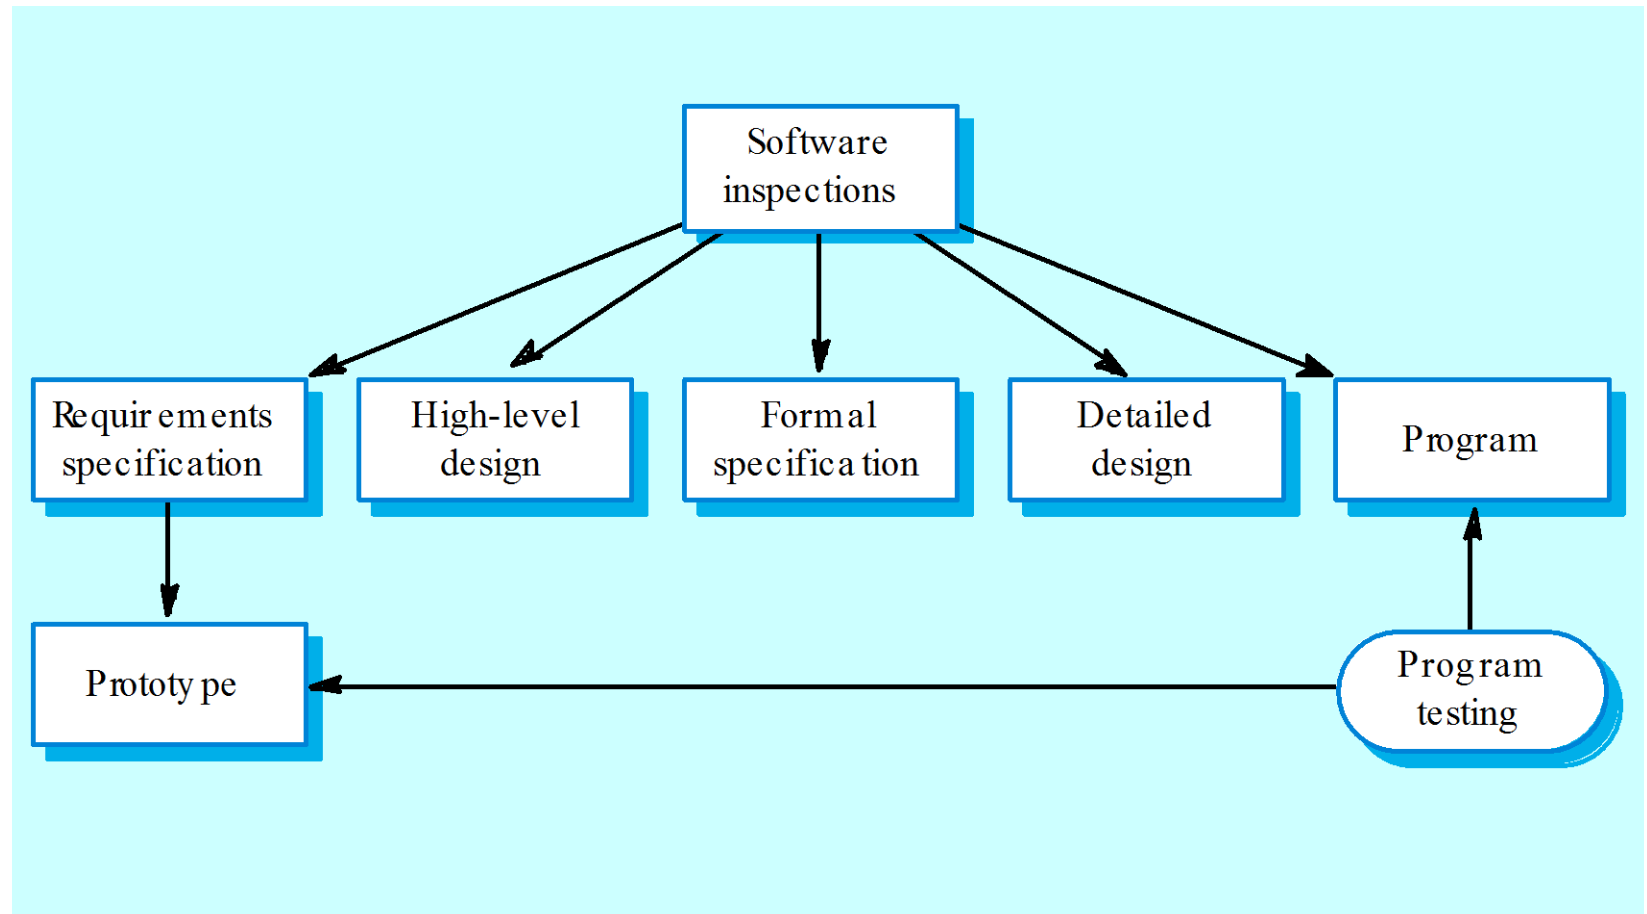 Software
inspections
Requirements
specification
High-level
design
Formal
specification
Detailed
design
Program
Prototype
Program
testing